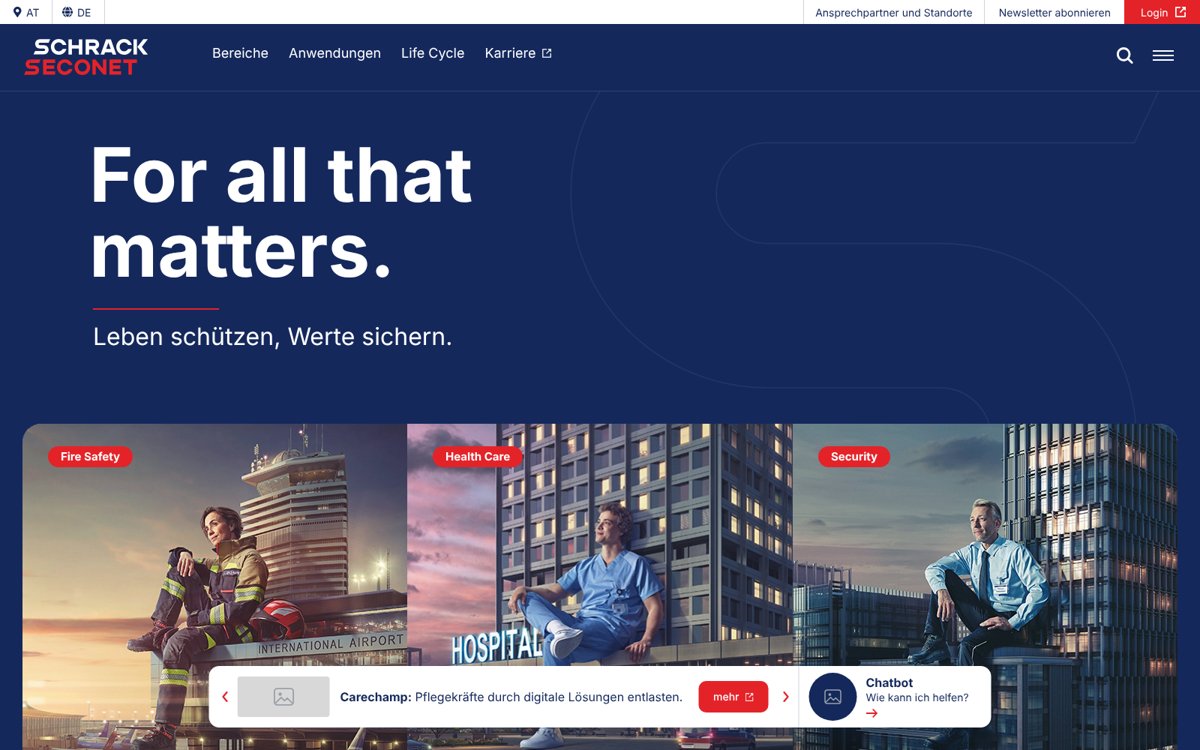 AT
DE
Ansprechpartner und Standorte
Newsletter abonnieren
Login
SCHRACK
SECONET
Bereiche
Anwendungen
Life Cycle
Karriere
For all that
matters.
Leben schützen, Werte sichern.
Fire Safety
Health Care
Security
INTERNATIONAL AIRPORT
HOSPITAL
Carechamp: Pflegekräfte durch digitale Lösungen entlasten.
mehr
Chatbot
Wie kann ich helfen?